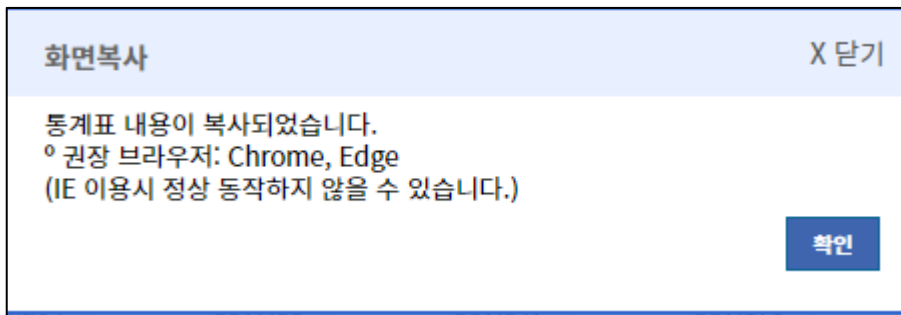 화면복사
X 닫기
통계표 내용이 복사되었습니다.
º 권장 브라우저: Chrome, Edge
(IE 이용시 정상 동작하지 않을 수 있습니다.)
확인